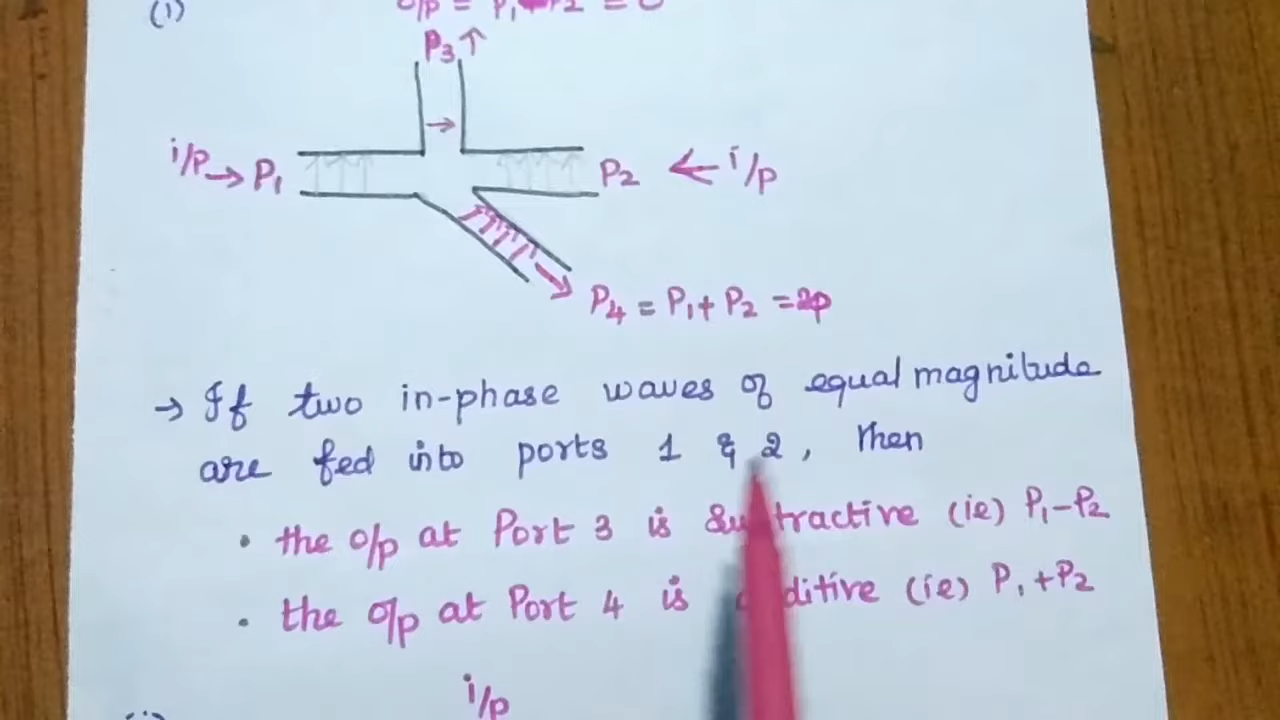 (1)
P3 ↑
i/p → P1
P2 ← i/p
P4 = P1 + P2 = 2p
→ If two in-phase waves of equal magnitude
are fed into ports 1 & 2, then
• the o/p at Port 3 is Subtractive (ie) P1 - P2
• the o/p at Port 4 is additive (ie) P1 + P2
i/p